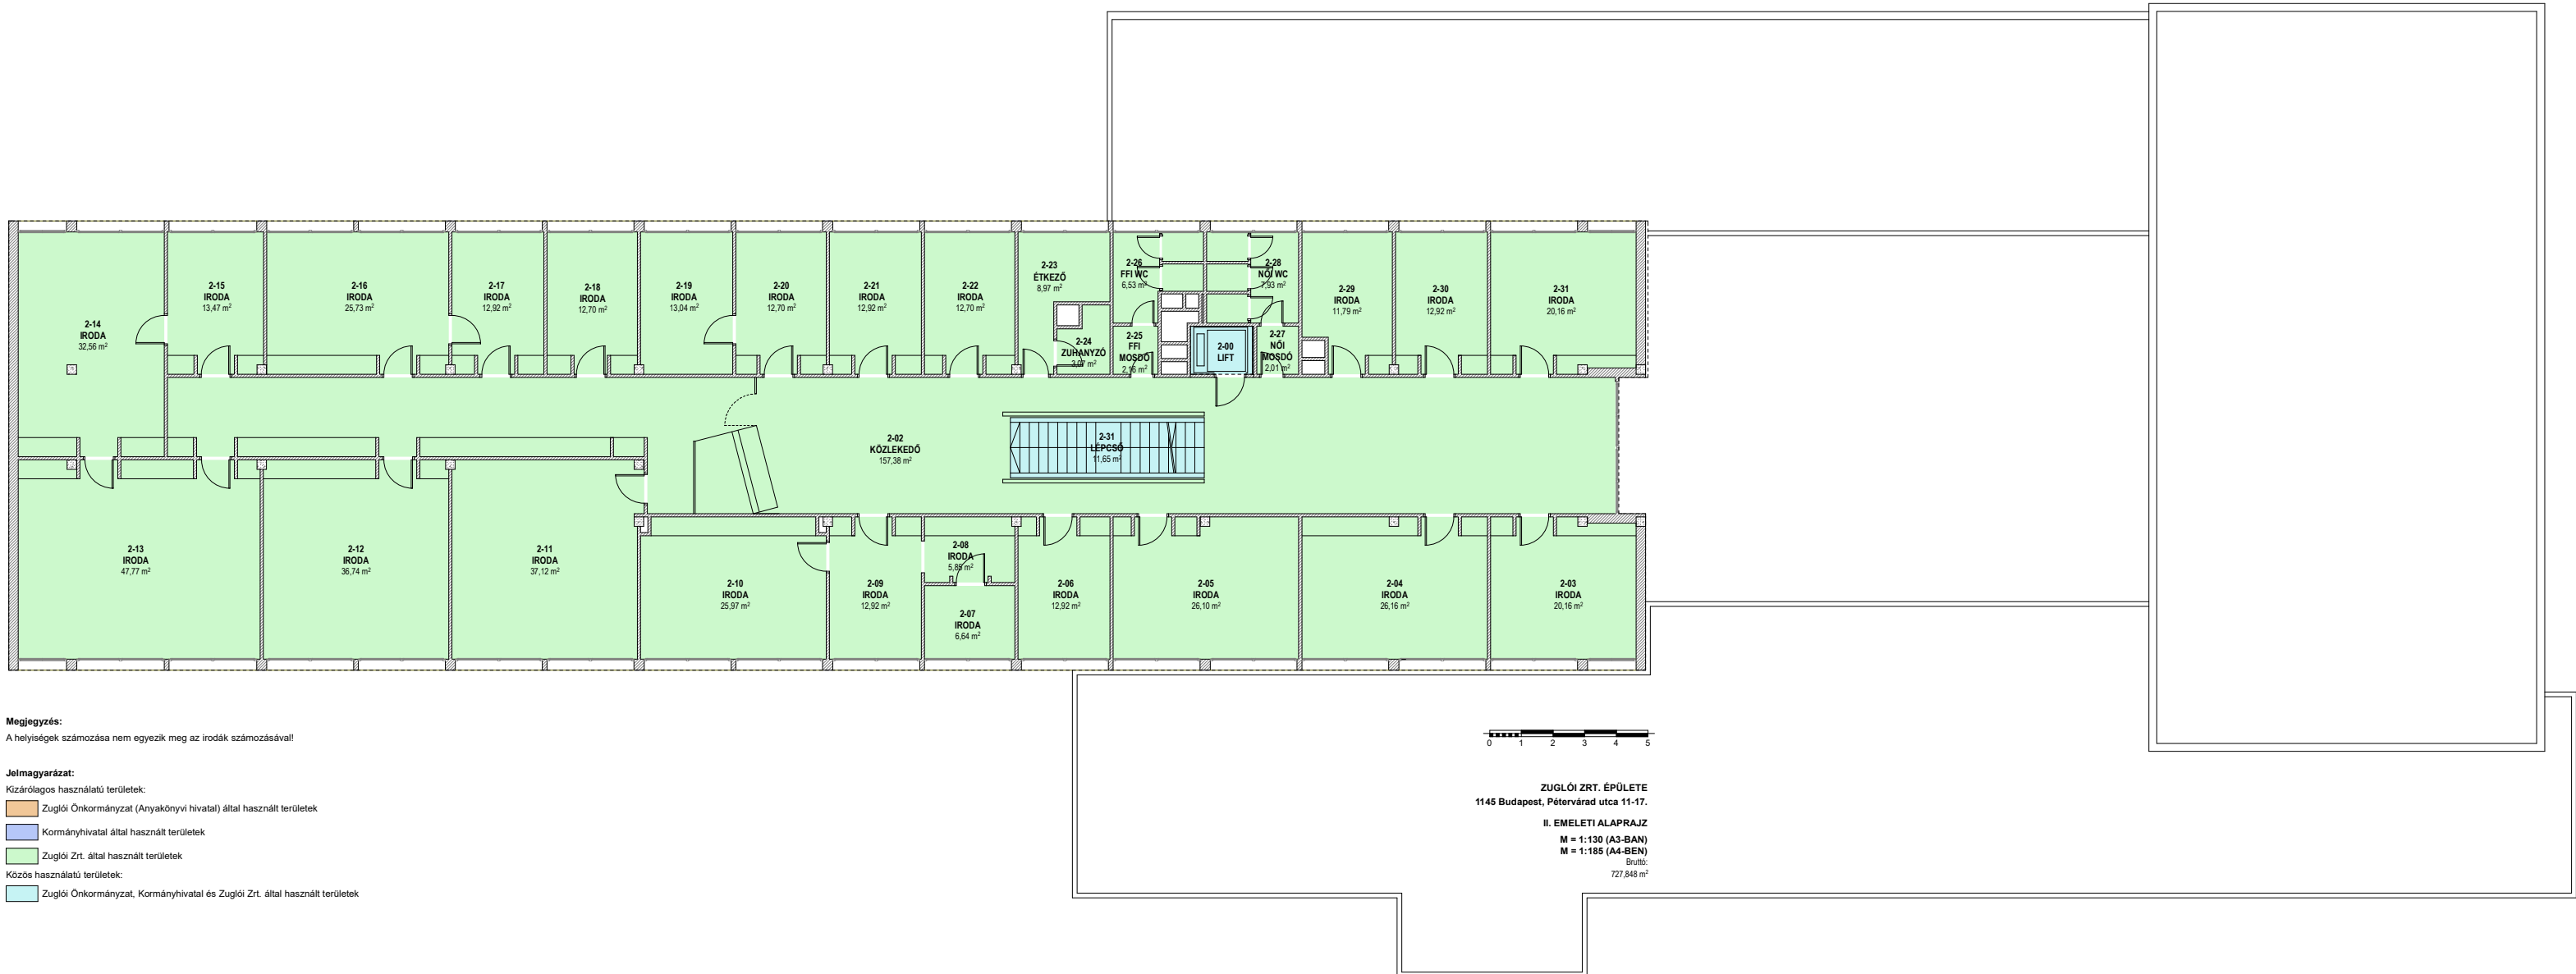 2-14
IRODA
32,56 m²
2-15
IRODA
13,47 m²
2-16
IRODA
25,73 m²
2-17
IRODA
12,92 m²
2-18
IRODA
12,70 m²
2-19
IRODA
13,04 m²
2-20
IRODA
12,70 m²
2-21
IRODA
12,92 m²
2-22
IRODA
12,70 m²
2-23
ÉTKEZŐ
8,97 m²
2-24
ZUHANYZÓ
3,07 m²
2-26
FFI WC
6,53 m²
2-25
FFI
MOSDÓ
2,16 m²
2-00
LIFT
2-28
NŐI WC
7,93 m²
2-27
NŐI
MOSDÓ
2,01 m²
2-29
IRODA
11,79 m²
2-30
IRODA
12,92 m²
2-31
IRODA
20,16 m²
2-02
KÖZLEKEDŐ
157,38 m²
2-31
LÉPCSŐ
11,65 m²
2-13
IRODA
47,77 m²
2-12
IRODA
36,74 m²
2-11
IRODA
37,12 m²
2-10
IRODA
25,97 m²
2-09
IRODA
12,92 m²
2-08
IRODA
5,85 m²
2-07
IRODA
6,64 m²
2-06
IRODA
12,92 m²
2-05
IRODA
26,10 m²
2-04
IRODA
26,16 m²
2-03
IRODA
20,16 m²
Megjegyzés:
A helyiségek számozása nem egyezik meg az irodák számozásával!
Jelmagyarázat:
Kizárólagos használatú területek:
Zuglói Önkormányzat (Anyakönyvi hivatal) által használt területek
Kormányhivatal által használt területek
Zuglói Zrt. által használt területek
Közös használatú területek:
Zuglói Önkormányzat, Kormányhivatal és Zuglói Zrt. által használt területek
0 1 2 3 4 5
ZUGLÓI ZRT. ÉPÜLETE
1145 Budapest, Pétervárad utca 11-17.
II. EMELETI ALAPRAJZ
M = 1:130 (A3-BAN)
M = 1:185 (A4-BEN)
Bruttó:
727,848 m²